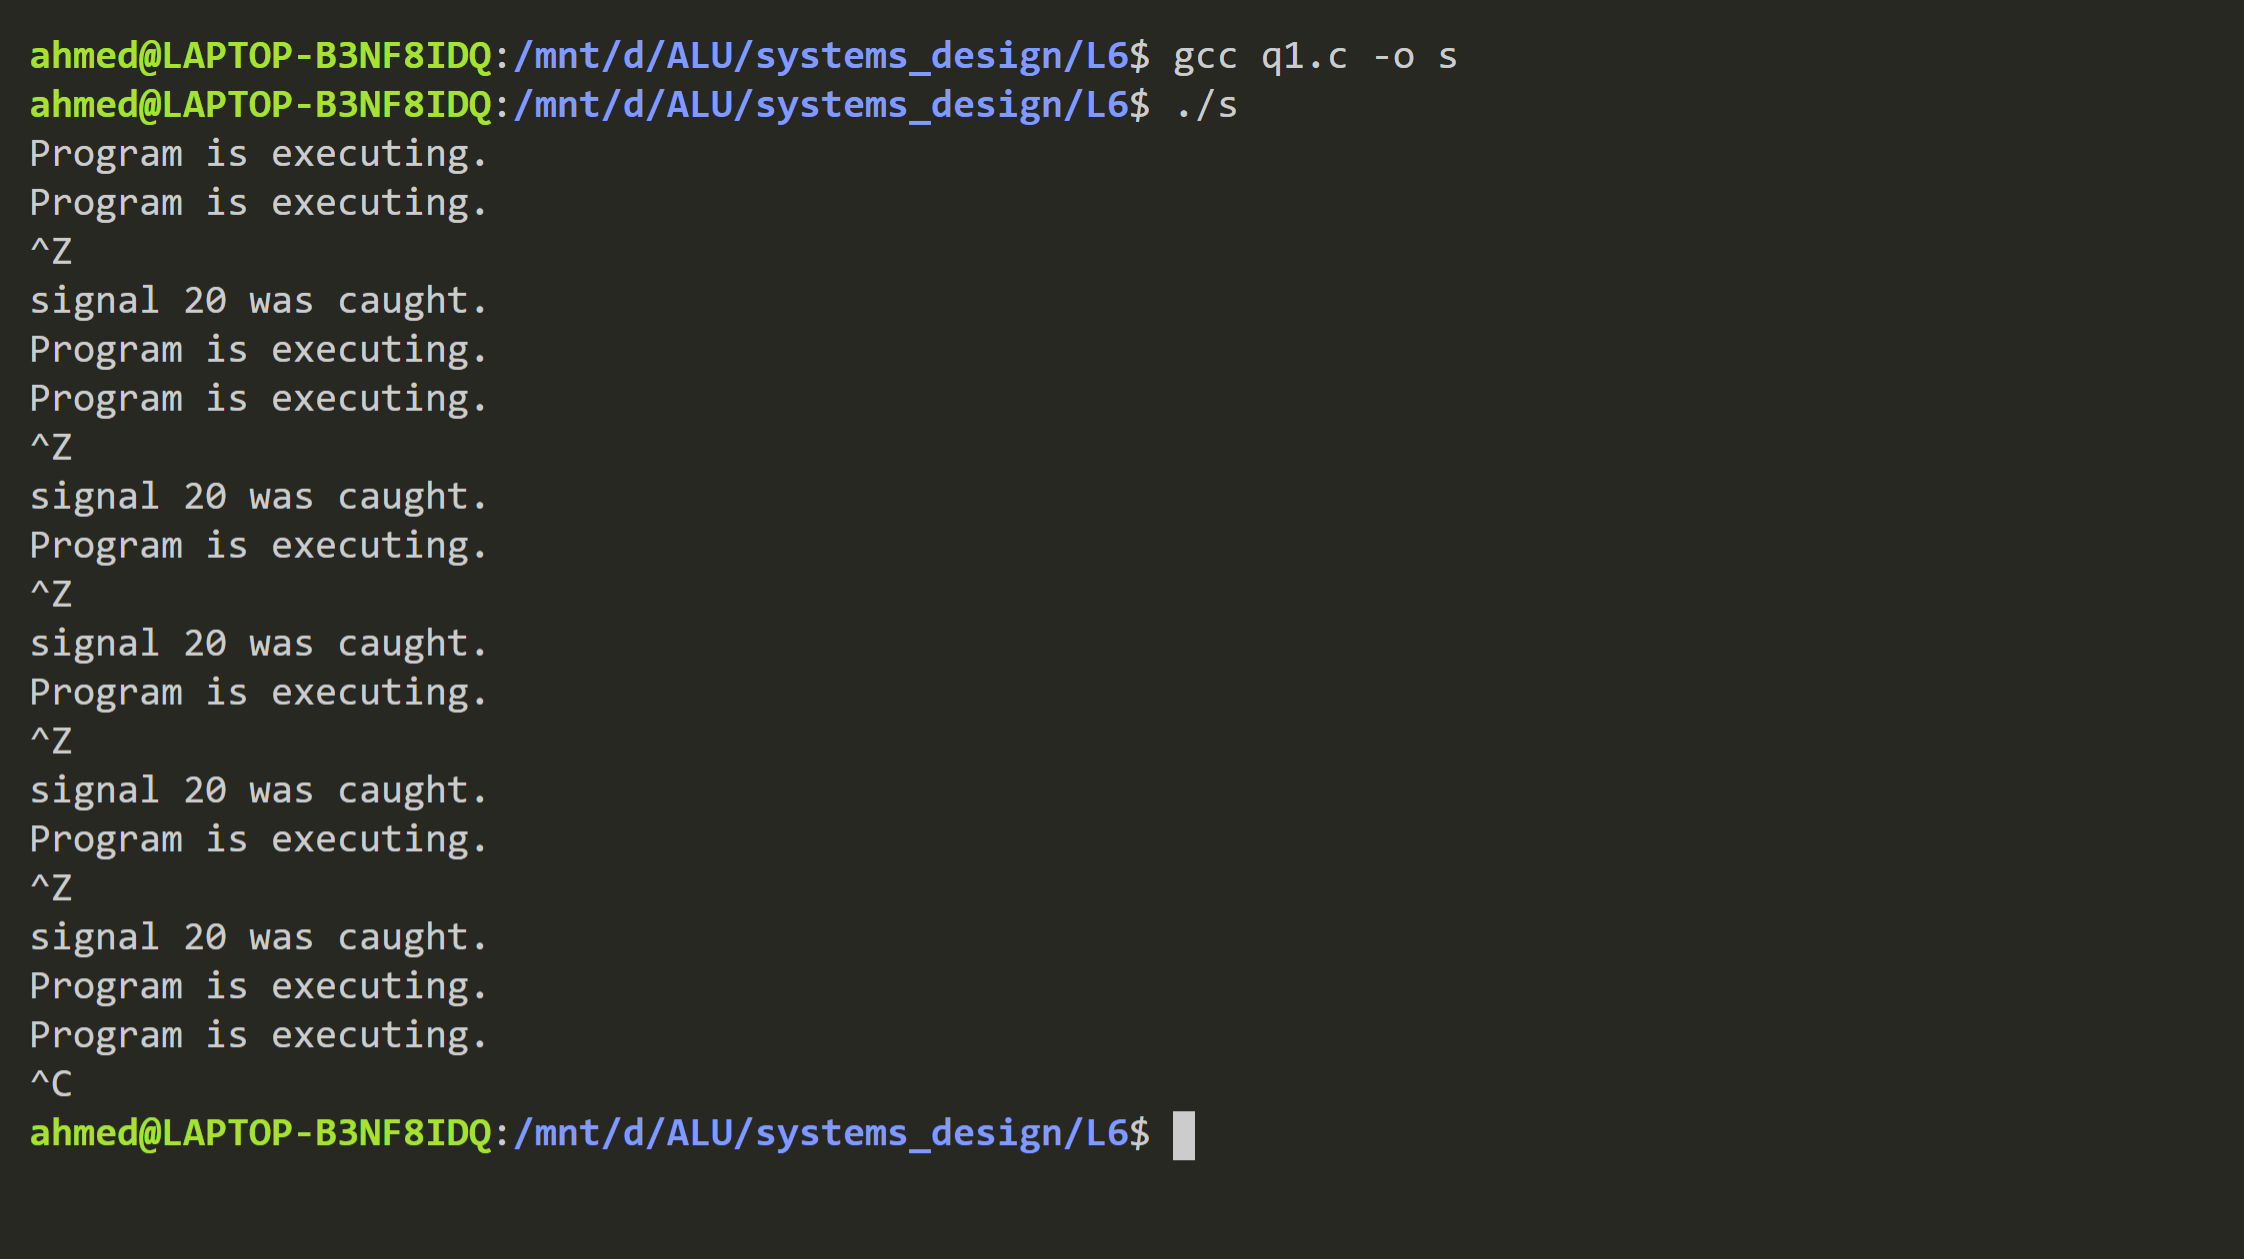 ahmed@LAPTOP-B3NF8IDQ:/mnt/d/ALU/systems_design/L6$ gcc q1.c -o s
ahmed@LAPTOP-B3NF8IDQ:/mnt/d/ALU/systems_design/L6$ ./s
Program is executing.
Program is executing.
^Z
signal 20 was caught.
Program is executing.
Program is executing.
^Z
signal 20 was caught.
Program is executing.
^Z
signal 20 was caught.
Program is executing.
^Z
signal 20 was caught.
Program is executing.
^Z
signal 20 was caught.
Program is executing.
Program is executing.
^C
ahmed@LAPTOP-B3NF8IDQ:/mnt/d/ALU/systems_design/L6$